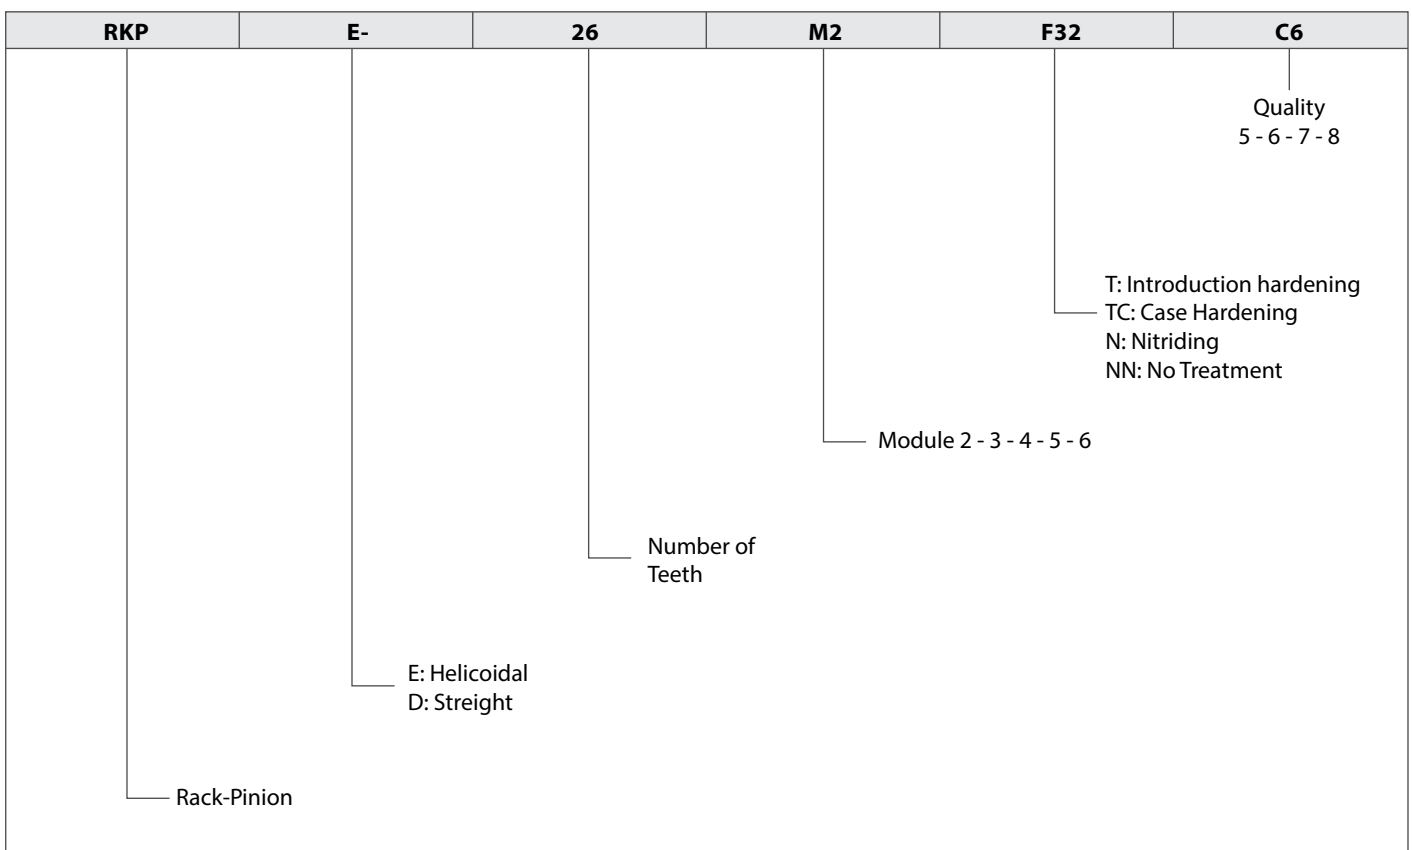 RKP E- 26 M2 F32 C6
Quality
5 - 6 - 7 - 8
T: Introduction hardening
TC: Case Hardening
N: Nitriding
NN: No Treatment
Module 2 - 3 - 4 - 5 - 6
Number of
Teeth
E: Helicoidal
D: Streight
Rack-Pinion